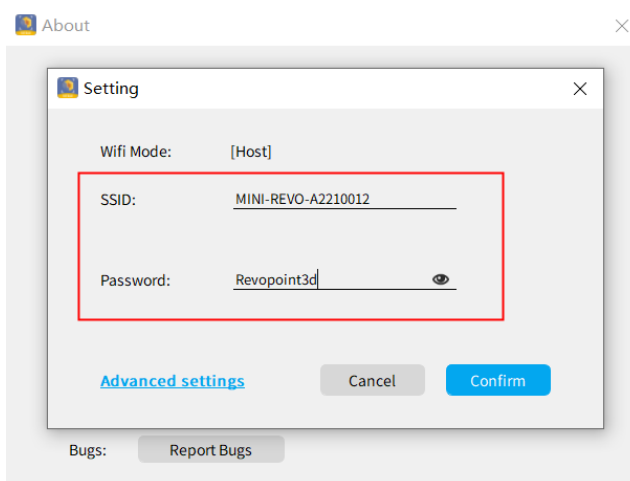 About
Setting
Wifi Mode: [Host]
SSID: MINI-REVO-A2210012
Password: Revopoint3d
Advanced settings Cancel Confirm
Bugs: Report Bugs